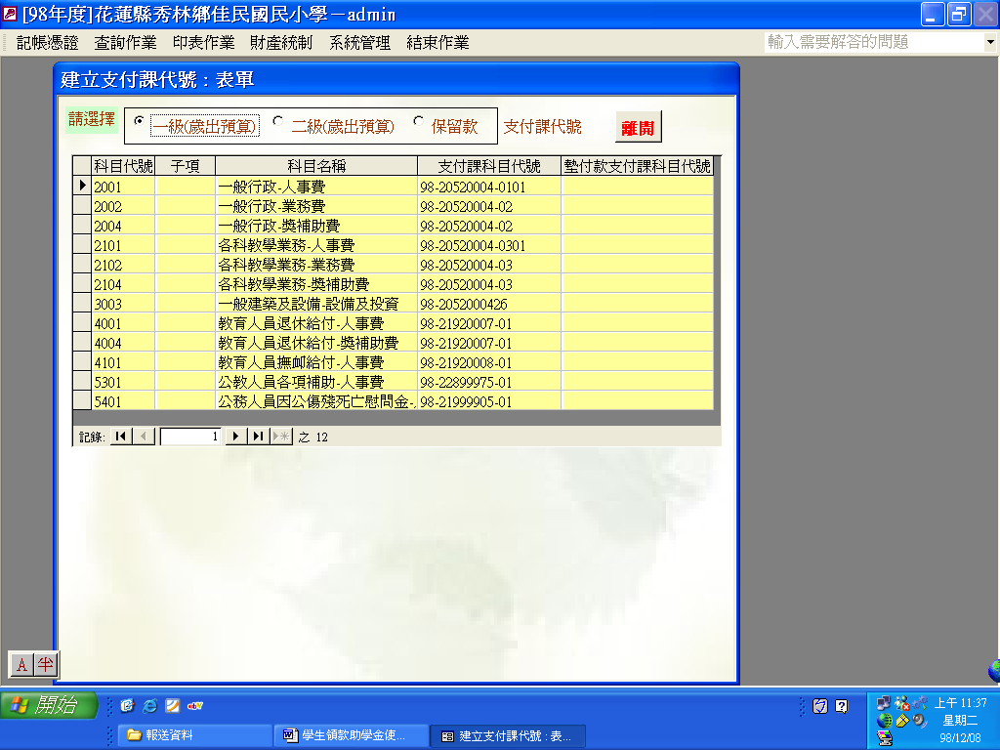 [98年度]花蓮縣秀林鄉佳民國民小學－admin
記帳憑證 查詢作業 印表作業 財產統制 系統管理 結束作業 輸入需要解答的問題
建立支付課代號 : 表單
請選擇 一級(歲出預算) 二級(歲出預算) 保留款 支付課代號 離開
科目代號 子項 科目名稱 支付課科目代號 墊付款支付課科目代號
2001 一般行政-人事費 98-20520004-0101
2002 一般行政-業務費 98-20520004-02
2004 一般行政-獎補助費 98-20520004-02
2101 各科教學業務-人事費 98-20520004-0301
2102 各科教學業務-業務費 98-20520004-03
2104 各科教學業務-獎補助費 98-20520004-03
3003 一般建築及設備-設備及投資 98-2052000426
4001 教育人員退休給付-人事費 98-21920007-01
4004 教育人員退休給付-獎補助費 98-21920007-01
4101 教育人員撫卹給付-人事費 98-21920008-01
5301 公教人員各項補助-人事費 98-22899975-01
5401 公務人員因公傷殘死亡慰問金- 98-21999905-01
記錄: 1 之 12
A 半
開始 上午 11:37
星期二
報送資料 學生領款助學金使... 建立支付課代號 : 表... 98/12/08